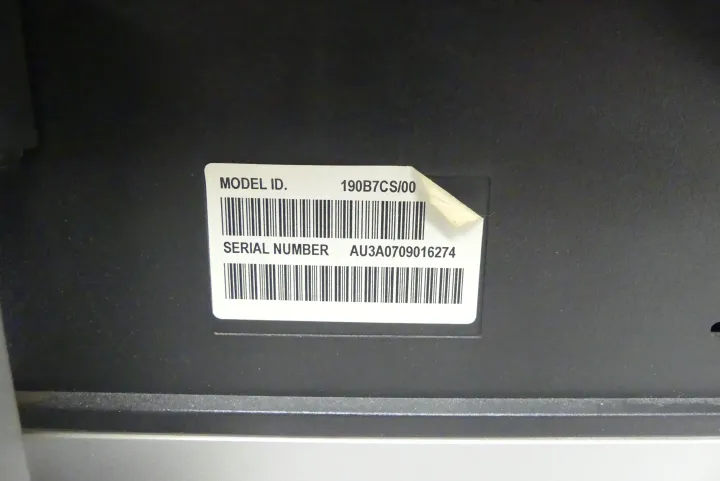 MODEL ID. 190B7CS/00
SERIAL NUMBER AU3A0709016274